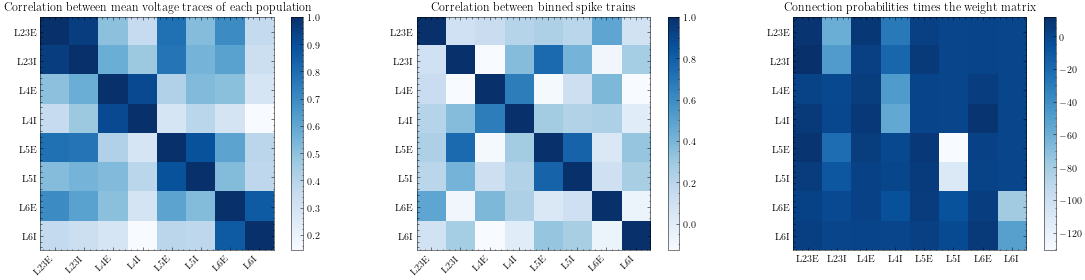 Correlation between mean voltage traces of each population
L23E
L23I
L4E
L4I
L5E
L5I
L6E
L6I
L23E L23I L4E L4I L5E L5I L6E L6I
1.0
0.9
0.8
0.7
0.6
0.5
0.4
0.3
0.2
Correlation between binned spike trains
L23E
L23I
L4E
L4I
L5E
L5I
L6E
L6I
L23E L23I L4E L4I L5E L5I L6E L6I
1.0
0.8
0.6
0.4
0.2
0.0
Connection probabilities times the weight matrix
L23E
L23I
L4E
L4I
L5E
L5I
L6E
L6I
L23E L23I L4E L4I L5E L5I L6E L6I
0
−20
−40
−60
−80
−100
−120